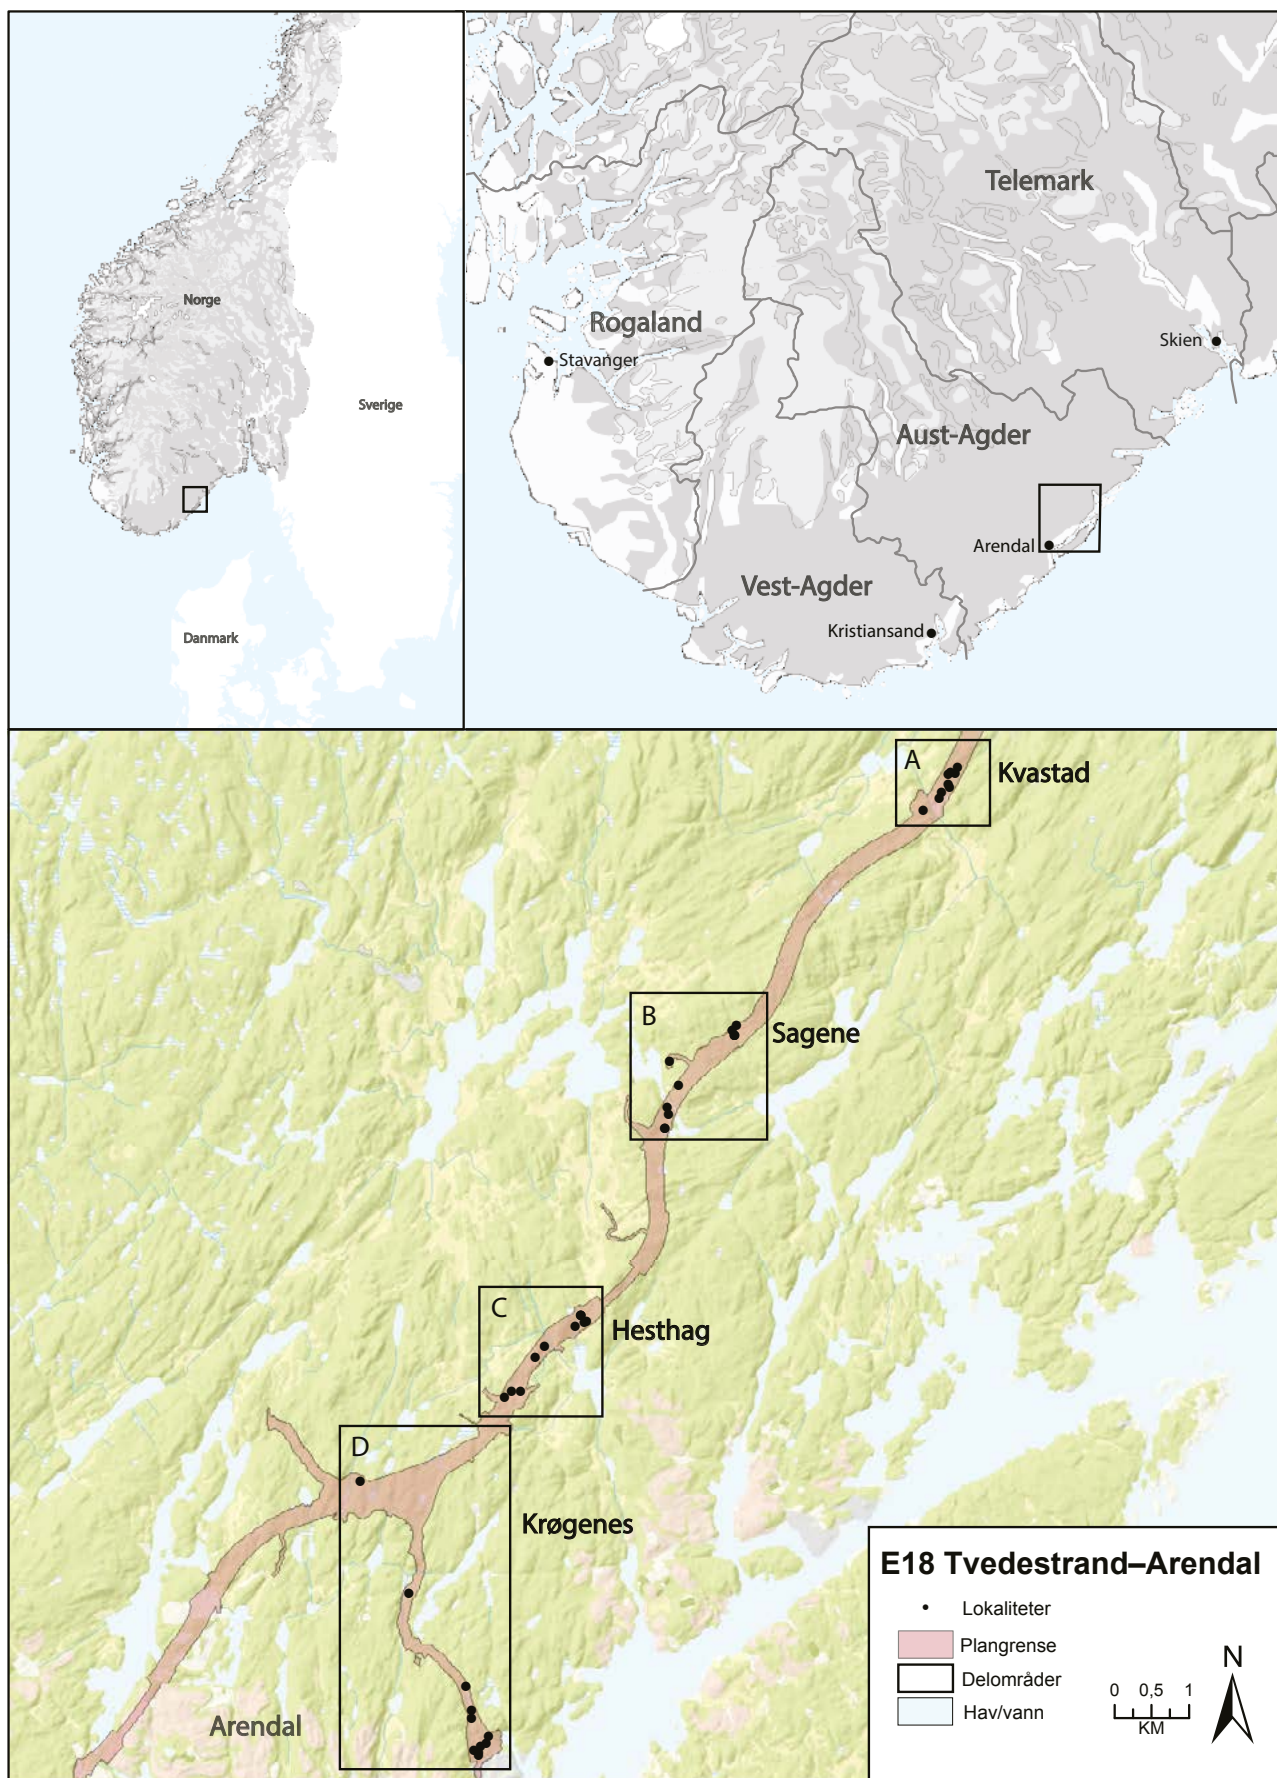 Norge
Sverige
Danmark
Telemark
Rogaland
Stavanger
Skien
Aust-Agder
Arendal
Vest-Agder
Kristiansand
A
Kvastad
B
Sagene
C
Hesthag
D
Krøgenes
Arendal
E18 Tvedestrand–Arendal
Lokaliteter
Plangrense
Delområder
Hav/vann
0 0,5 1
KM
N